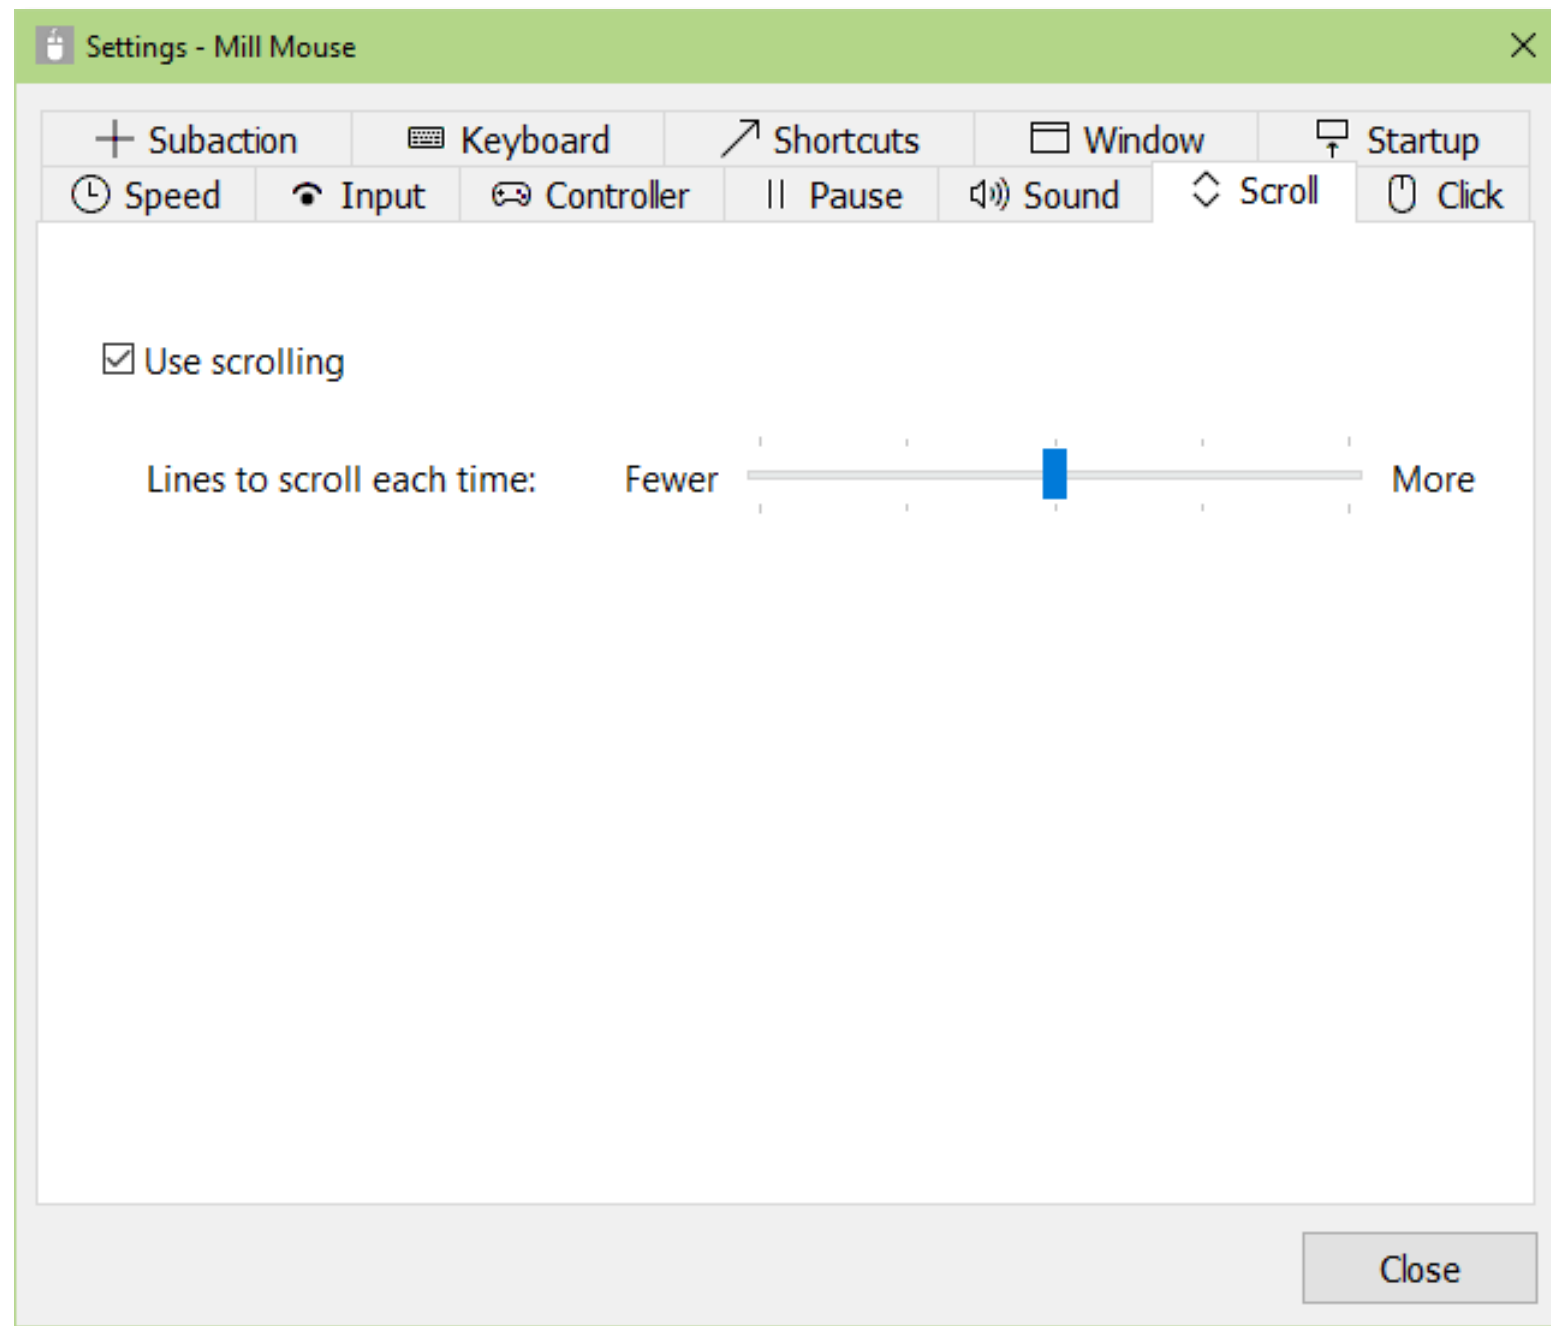 Settings - Mill Mouse
Subaction Keyboard Shortcuts Window Startup
Speed Input Controller Pause Sound Scroll Click
Use scrolling
Lines to scroll each time: Fewer More
Close